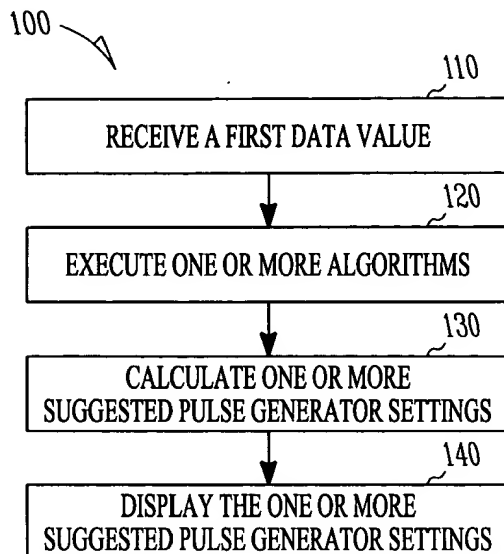 100
110
RECEIVE A FIRST DATA VALUE
120
EXECUTE ONE OR MORE ALGORITHMS
130
CALCULATE ONE OR MORE
SUGGESTED PULSE GENERATOR SETTINGS
140
DISPLAY THE ONE OR MORE
SUGGESTED PULSE GENERATOR SETTINGS